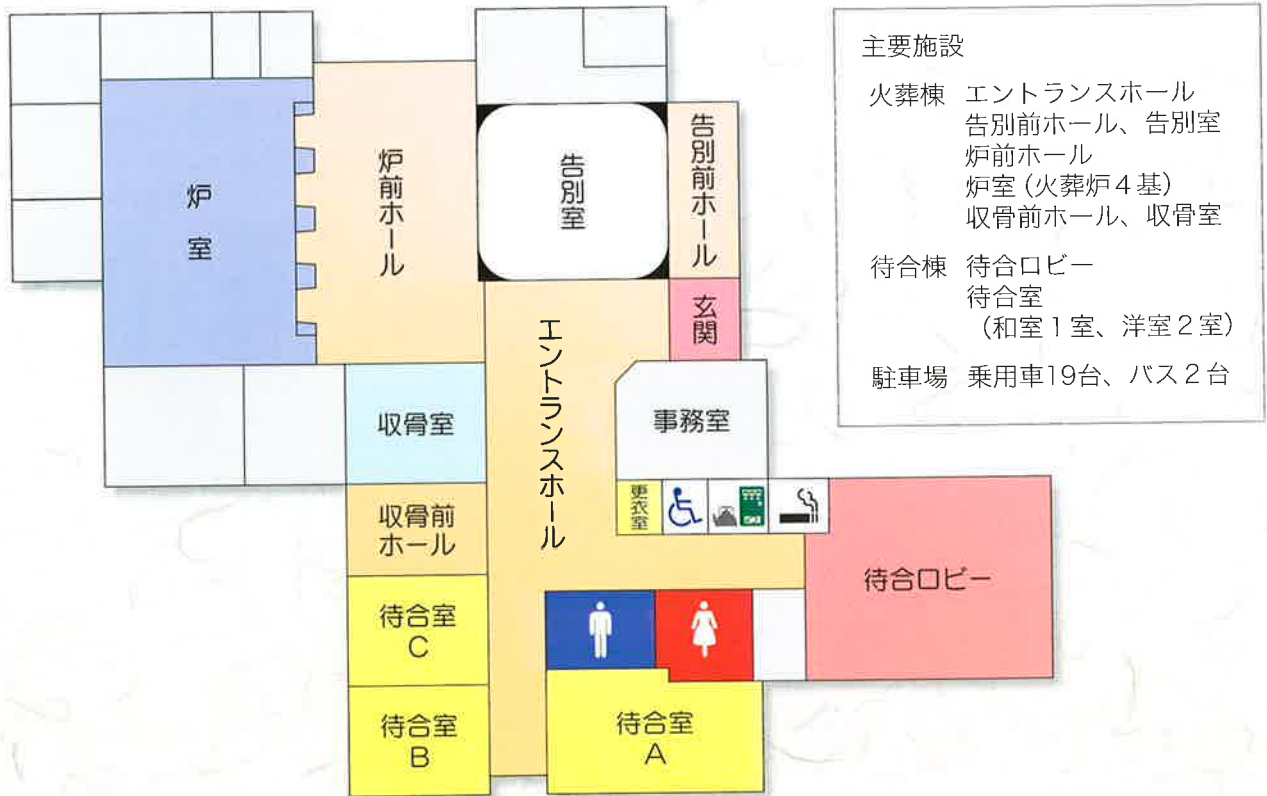 炉室
炉前ホール
告別室
告別前ホール
玄関
エントランスホール
事務室
収骨室
更衣室
収骨前
ホール
待合ロビー
待合室
C
待合室
B
待合室
A
主要施設
火葬棟 エントランスホール
告別前ホール、告別室
炉前ホール
炉室(火葬炉4基)
収骨前ホール、収骨室
待合棟 待合ロビー
待合室
(和室1室、洋室2室)
駐車場 乗用車19台、バス2台